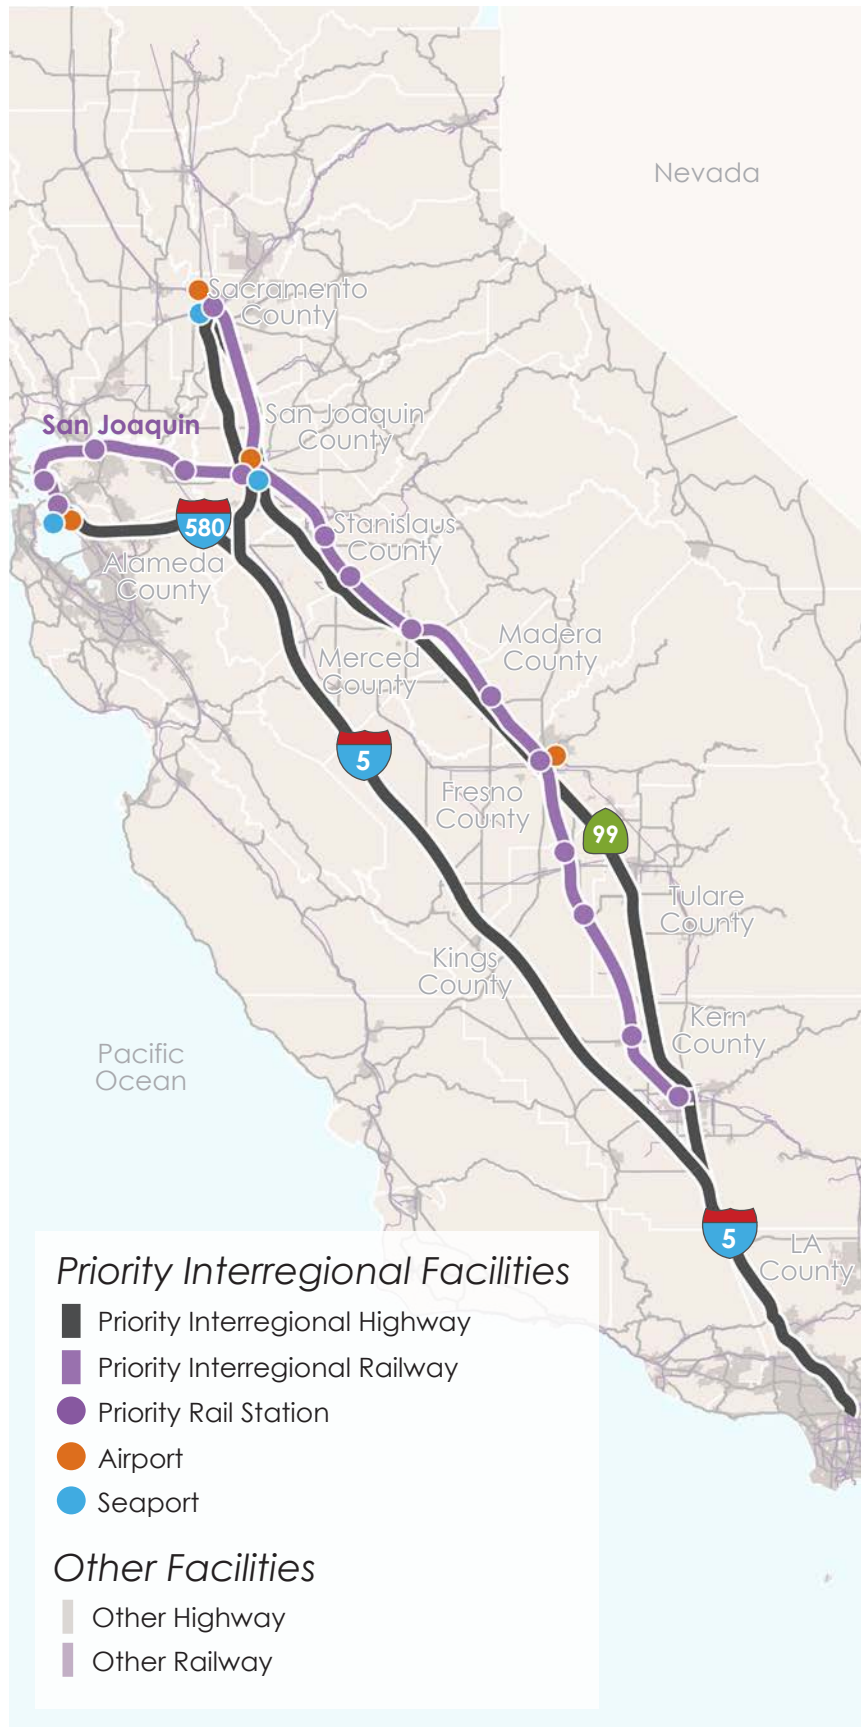 Nevada
Sacramento
County
San Joaquin
San Joaquin
County
580
Stanislaus
County
Alameda
County
Madera
County
Merced
County
5
Fresno
County
99
Tulare
County
Kings
County
Kern
County
Pacific
Ocean
5
LA
County
Priority Interregional Facilities
Priority Interregional Highway
Priority Interregional Railway
Priority Rail Station
Airport
Seaport
Other Facilities
Other Highway
Other Railway